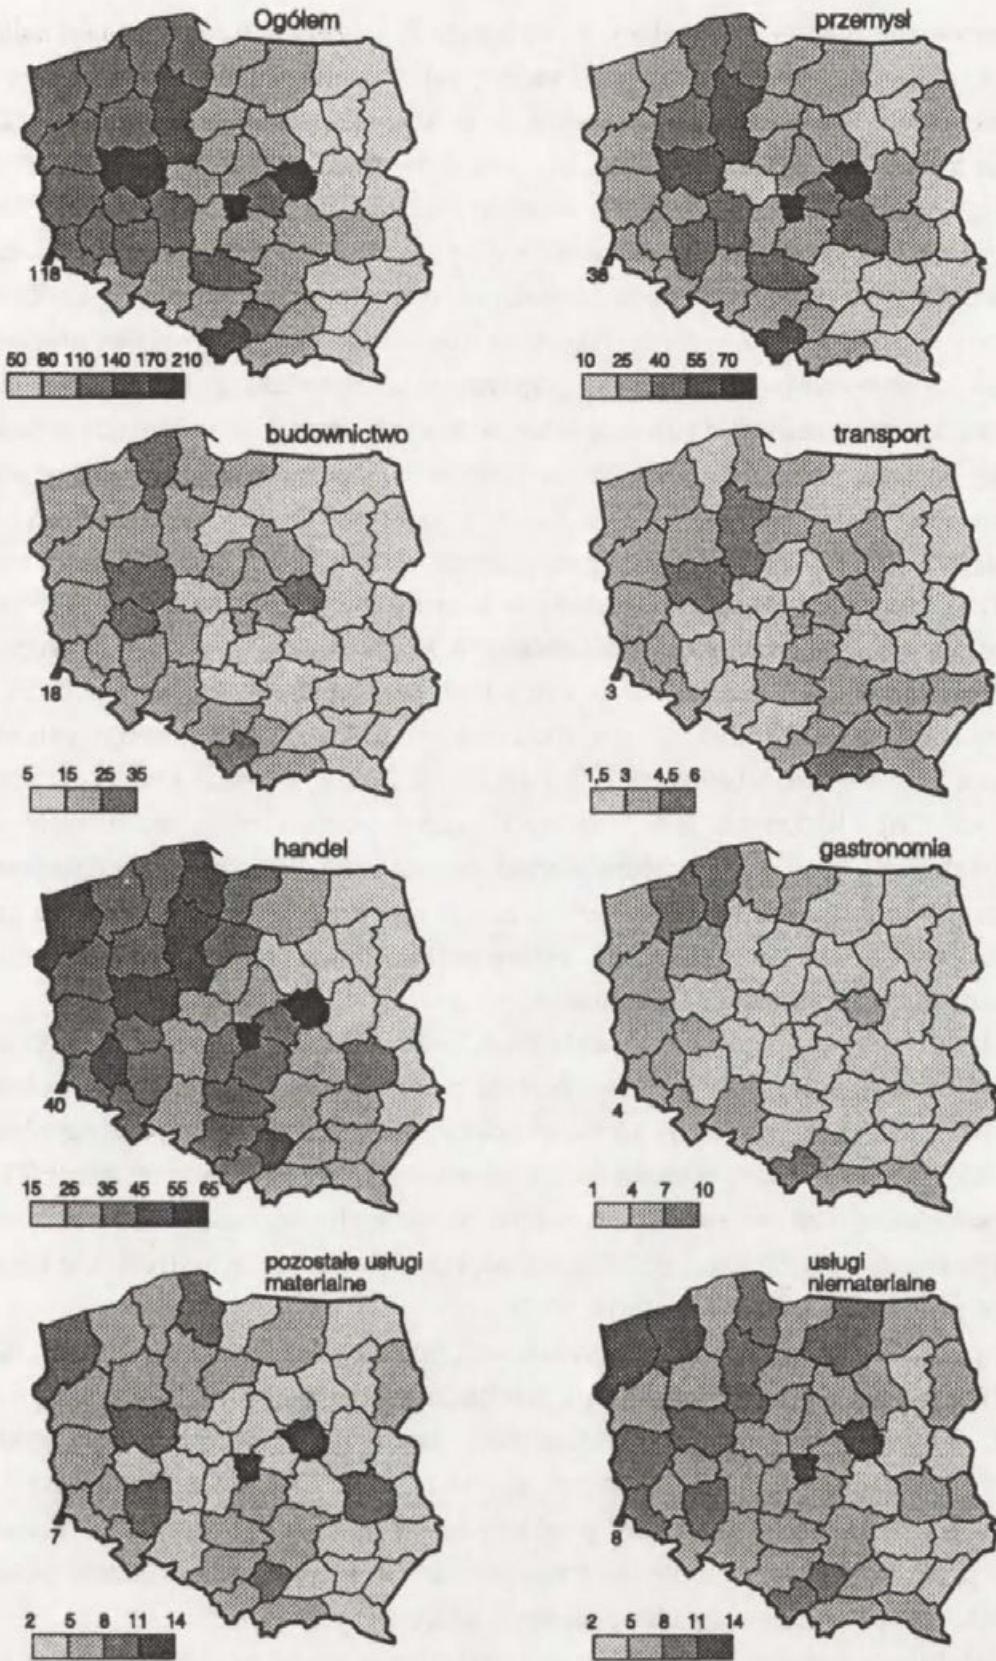 Ogółem
przemysł
118
38
50 80 110 140 170 210
10 25 40 55 70
budownictwo
transport
18
3
5 15 25 35
1,5 3 4,5 6
handel
gastronomia
40
4
15 25 35 45 55 65
1 4 7 10
pozostałe usługi
materialne
usługi
niematerialne
7
8
2 5 8 11 14
2 5 8 11 14